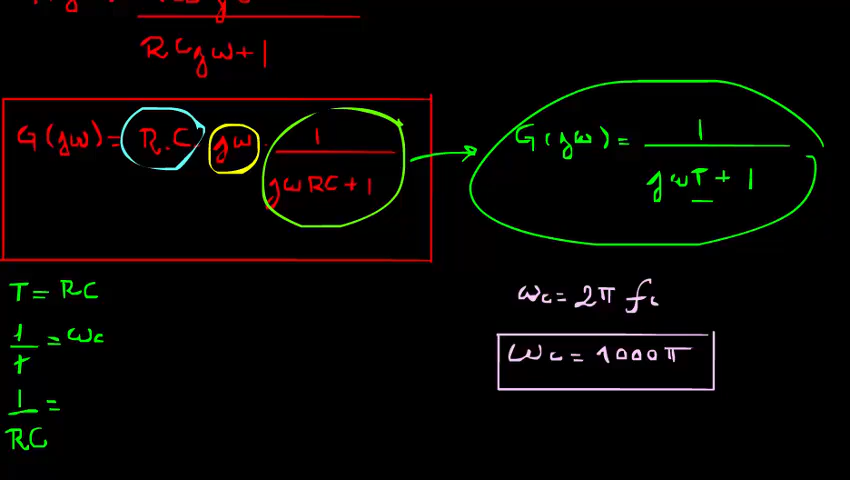 RCjω+1
G(jω)= R.C jω . 1
jωRC+1
G(jω)= 1
jωT+1
T=RC
1
T =ωc
1
RC =
ωc=2π fc
ωc=1000π